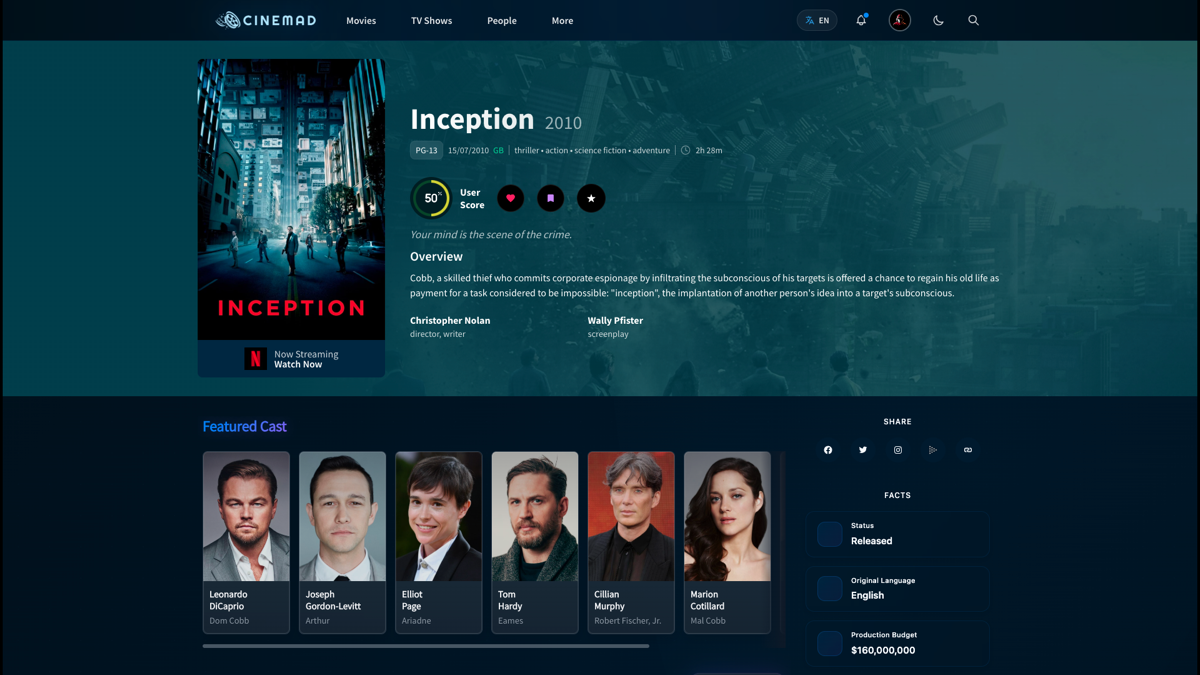 CINEMAD
Movies
TV Shows
People
More
EN
Inception 2010
PG-13 15/07/2010 GB thriller • action • science fiction • adventure 2h 28m
50%
User
Score
Your mind is the scene of the crime.
Overview
Cobb, a skilled thief who commits corporate espionage by infiltrating the subconscious of his targets is offered a chance to regain his old life as
payment for a task considered to be impossible: "inception", the implantation of another person's idea into a target's subconscious.
Christopher Nolan
director, writer
Wally Pfister
screenplay
INCEPTION
N
Now Streaming
Watch Now
Featured Cast
Leonardo
DiCaprio
Dom Cobb
Joseph
Gordon-Levitt
Arthur
Elliot
Page
Ariadne
Tom
Hardy
Eames
Cillian
Murphy
Robert Fischer, Jr.
Marion
Cotillard
Mal Cobb
SHARE
FACTS
Status
Released
Original Language
English
Production Budget
$160,000,000